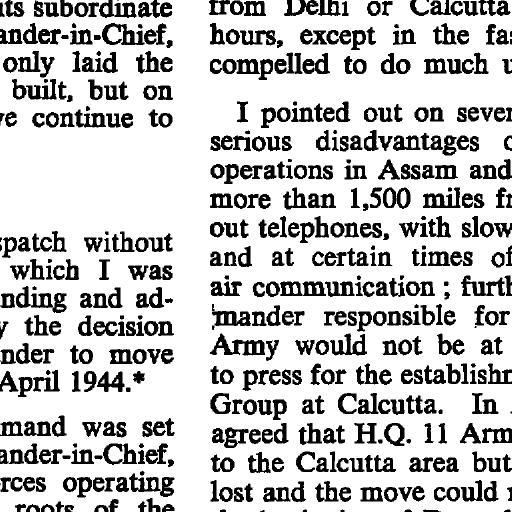 its subordinate
ander-in-Chief,
only laid the
built, but on
ve continue to
spatch without
which I was
nding and ad-
y the decision
nder to move
April 1944.*
mand was set
ander-in-Chief,
rces operating
roots of the
from Delhi or Calcutta
hours, except in the fas
compelled to do much u
I pointed out on sever
serious disadvantages o
operations in Assam and
more than 1,500 miles fr
out telephones, with slow
and at certain times of
air communication ; furth
mander responsible for
Army would not be at
to press for the establishm
Group at Calcutta. In
agreed that H.Q. 11 Arm
to the Calcutta area but
lost and the move could